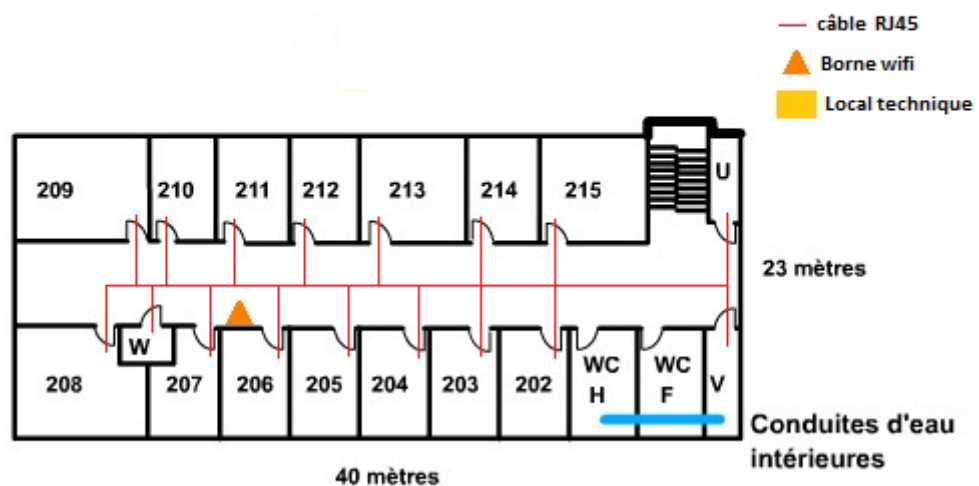 câble RJ45
Borne wifi
Local technique
209
210
211
212
213
214
215
U
23 mètres
W
208
207
206
205
204
203
202
WC
H
WC
F
V
Conduites d'eau
intérieures
40 mètres